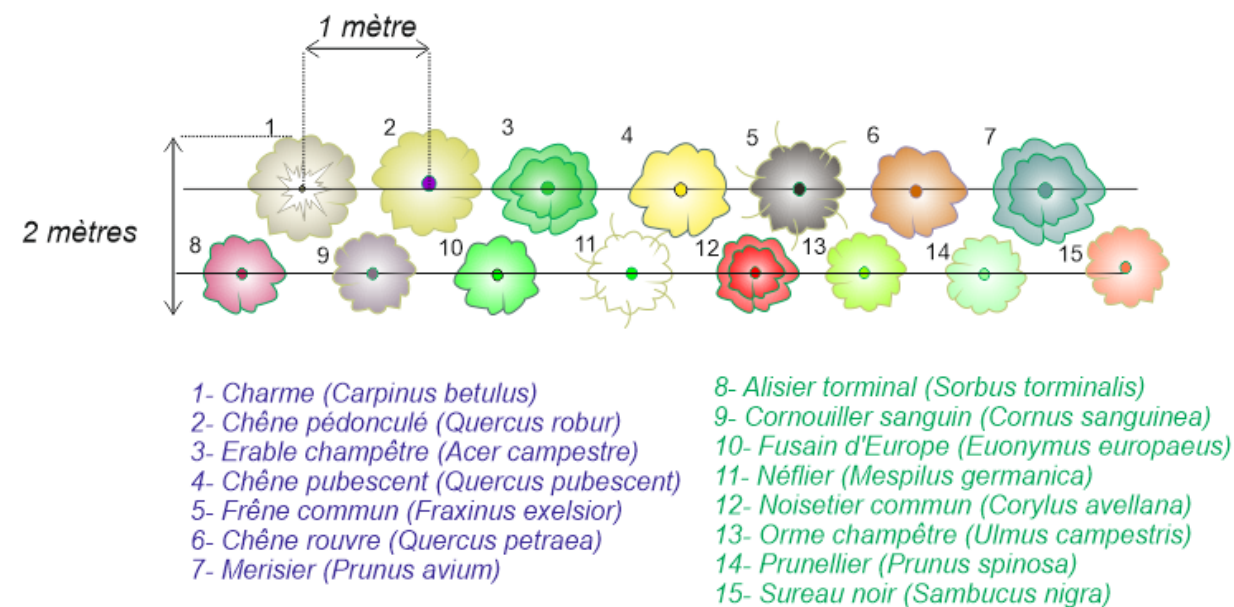 1 mètre
1
2
3
4
5
6
7
2 mètres
8
9
10
11
12
13
14
15
1- Charme (Carpinus betulus)
2- Chêne pédonculé (Quercus robur)
3- Erable champêtre (Acer campestre)
4- Chêne pubescent (Quercus pubescent)
5- Frêne commun (Fraxinus exelsior)
6- Chêne rouvre (Quercus petraea)
7- Merisier (Prunus avium)
8- Alisier torminal (Sorbus torminalis)
9- Cornouiller sanguin (Cornus sanguinea)
10- Fusain d'Europe (Euonymus europaeus)
11- Néflier (Mespilus germanica)
12- Noisetier commun (Corylus avellana)
13- Orme champêtre (Ulmus campestris)
14- Prunellier (Prunus spinosa)
15- Sureau noir (Sambucus nigra)